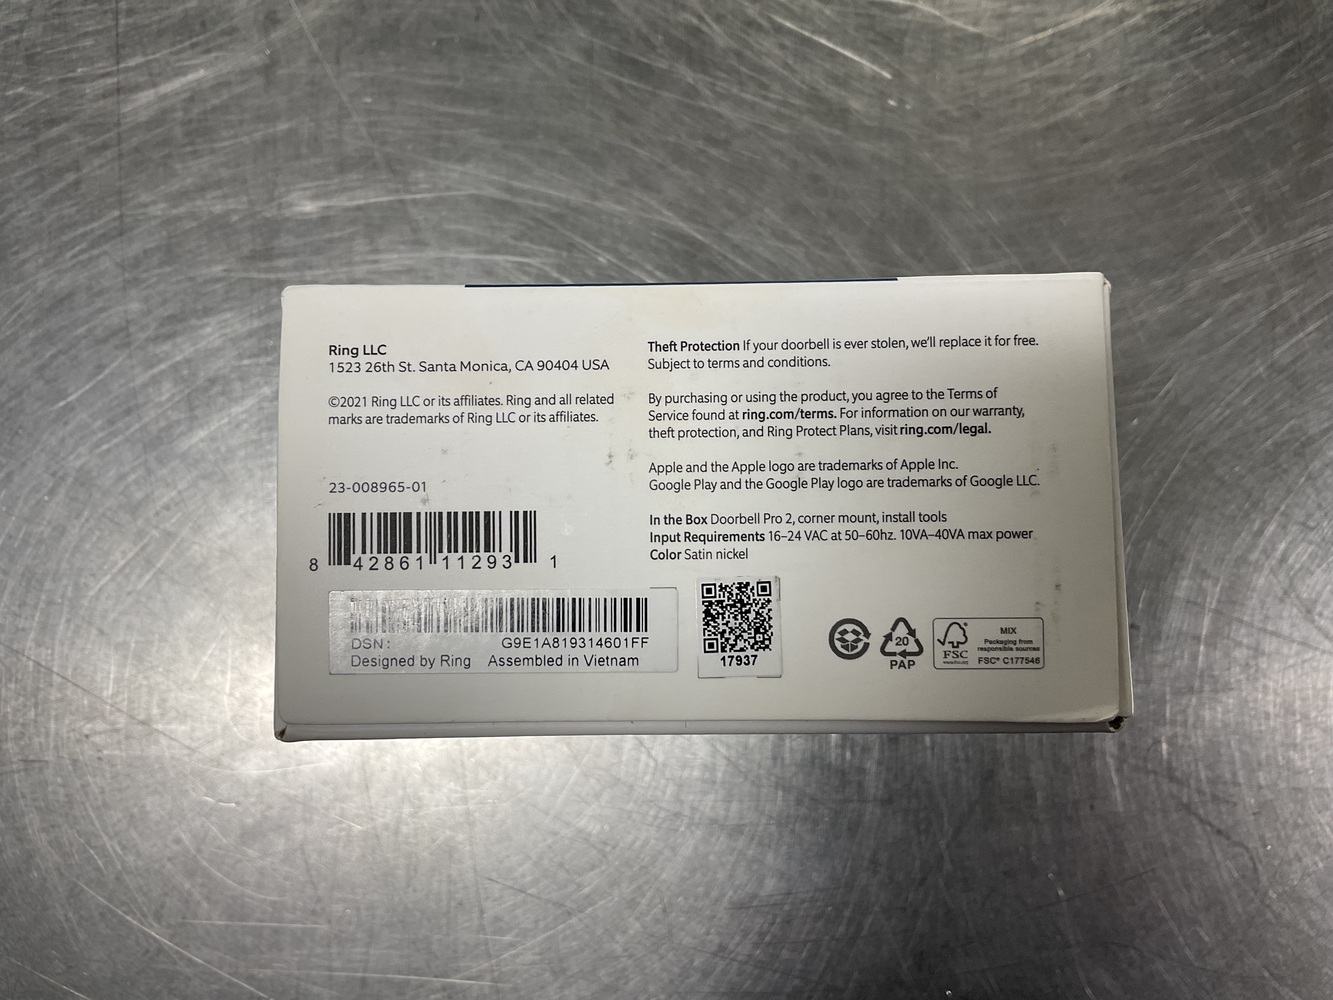 Ring LLC
1523 26th St. Santa Monica, CA 90404 USA
©2021 Ring LLC or its affiliates. Ring and all related
marks are trademarks of Ring LLC or its affiliates.
23-008965-01
8 42861 11293 1
DSN: G9E1A819314601FF
Designed by Ring Assembled in Vietnam
Theft Protection If your doorbell is ever stolen, we'll replace it for free.
Subject to terms and conditions.
By purchasing or using the product, you agree to the Terms of
Service found at ring.com/terms. For information on our warranty,
theft protection, and Ring Protect Plans, visit ring.com/legal.
Apple and the Apple logo are trademarks of Apple Inc.
Google Play and the Google Play logo are trademarks of Google LLC.
In the Box Doorbell Pro 2, corner mount, install tools
Input Requirements 16–24 VAC at 50–60hz. 10VA–40VA max power
Color Satin nickel
17937
20
PAP
FSC
www.fsc.org
MIX
Packaging from
responsible sources
FSC® C177546